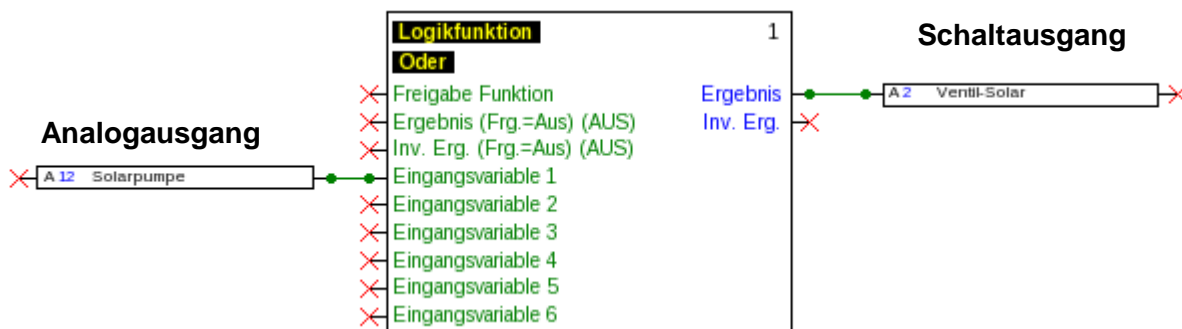 Logikfunktion 1
Oder
Schaltausgang
Freigabe Funktion Ergebnis
A 2 Ventil-Solar
Ergebnis (Frg.=Aus) (AUS) Inv. Erg.
Analogausgang
Inv. Erg. (Frg.=Aus) (AUS)
A 12 Solarpumpe
Eingangsvariable 1
Eingangsvariable 2
Eingangsvariable 3
Eingangsvariable 4
Eingangsvariable 5
Eingangsvariable 6